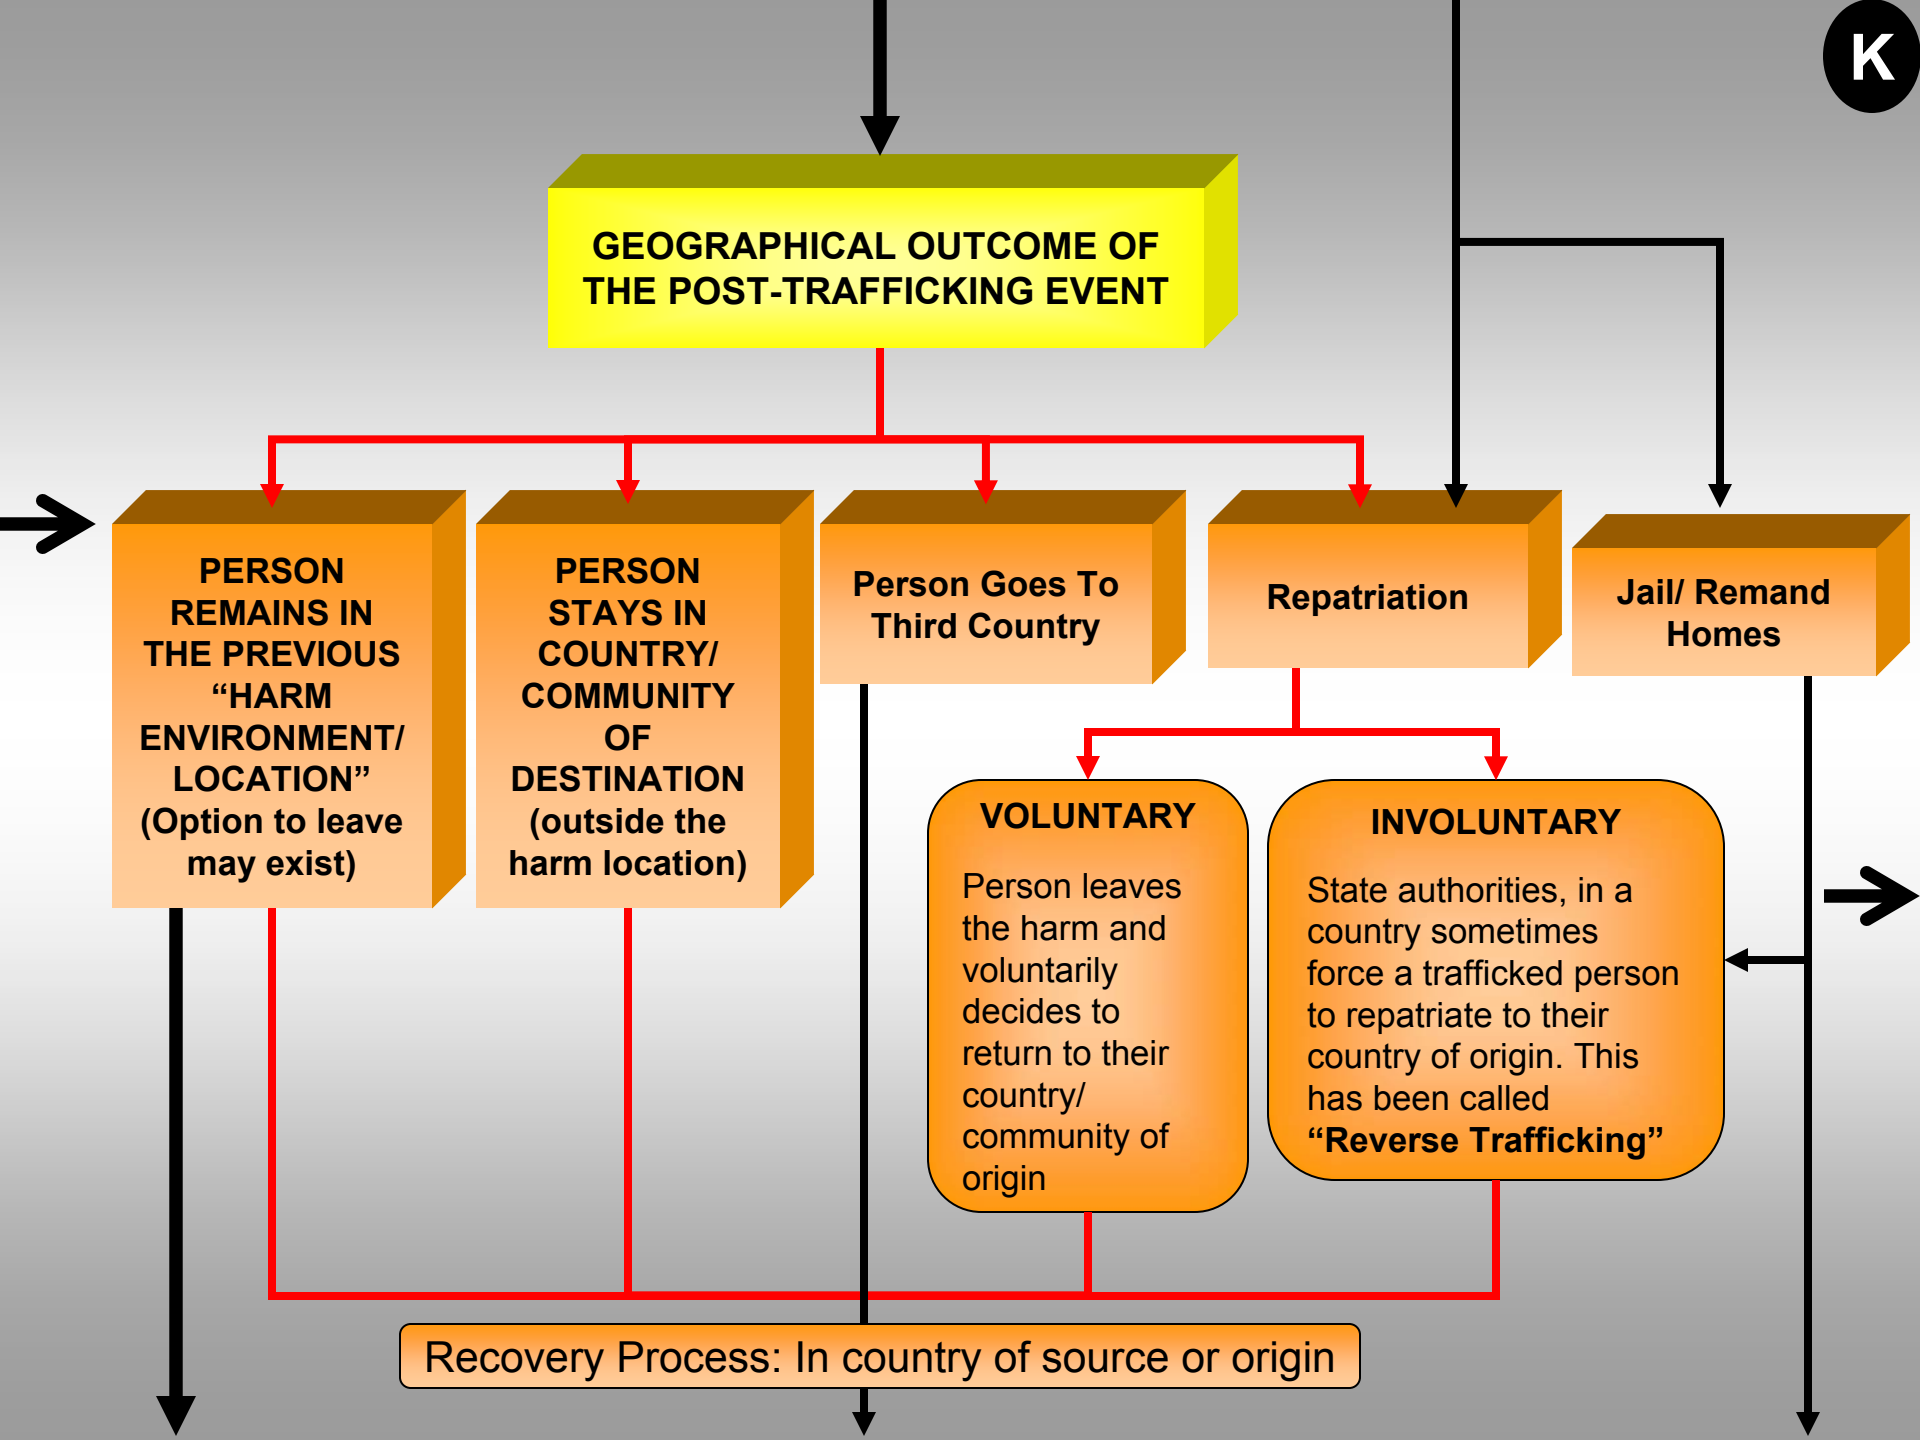 K
GEOGRAPHICAL OUTCOME OF
THE POST-TRAFFICKING EVENT
PERSON
REMAINS IN
THE PREVIOUS
“HARM
ENVIRONMENT/
LOCATION”
(Option to leave
may exist)
PERSON
STAYS IN
COUNTRY/
COMMUNITY
OF
DESTINATION
(outside the
harm location)
Person Goes To
Third Country
Repatriation
Jail/ Remand
Homes
VOLUNTARY
Person leaves
the harm and
voluntarily
decides to
return to their
country/
community of
origin
INVOLUNTARY
State authorities, in a
country sometimes
force a trafficked person
to repatriate to their
country of origin. This
has been called
“Reverse Trafficking”
Recovery Process: In country of source or origin